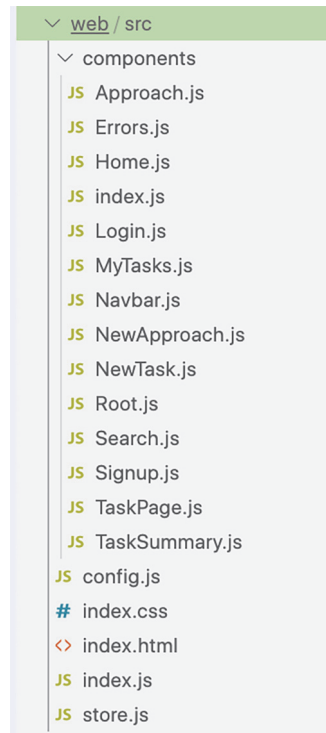 web / src
components
JS Approach.js
JS Errors.js
JS Home.js
JS index.js
JS Login.js
JS MyTasks.js
JS Navbar.js
JS NewApproach.js
JS NewTask.js
JS Root.js
JS Search.js
JS Signup.js
JS TaskPage.js
JS TaskSummary.js
JS config.js
# index.css
<> index.html
JS index.js
JS store.js